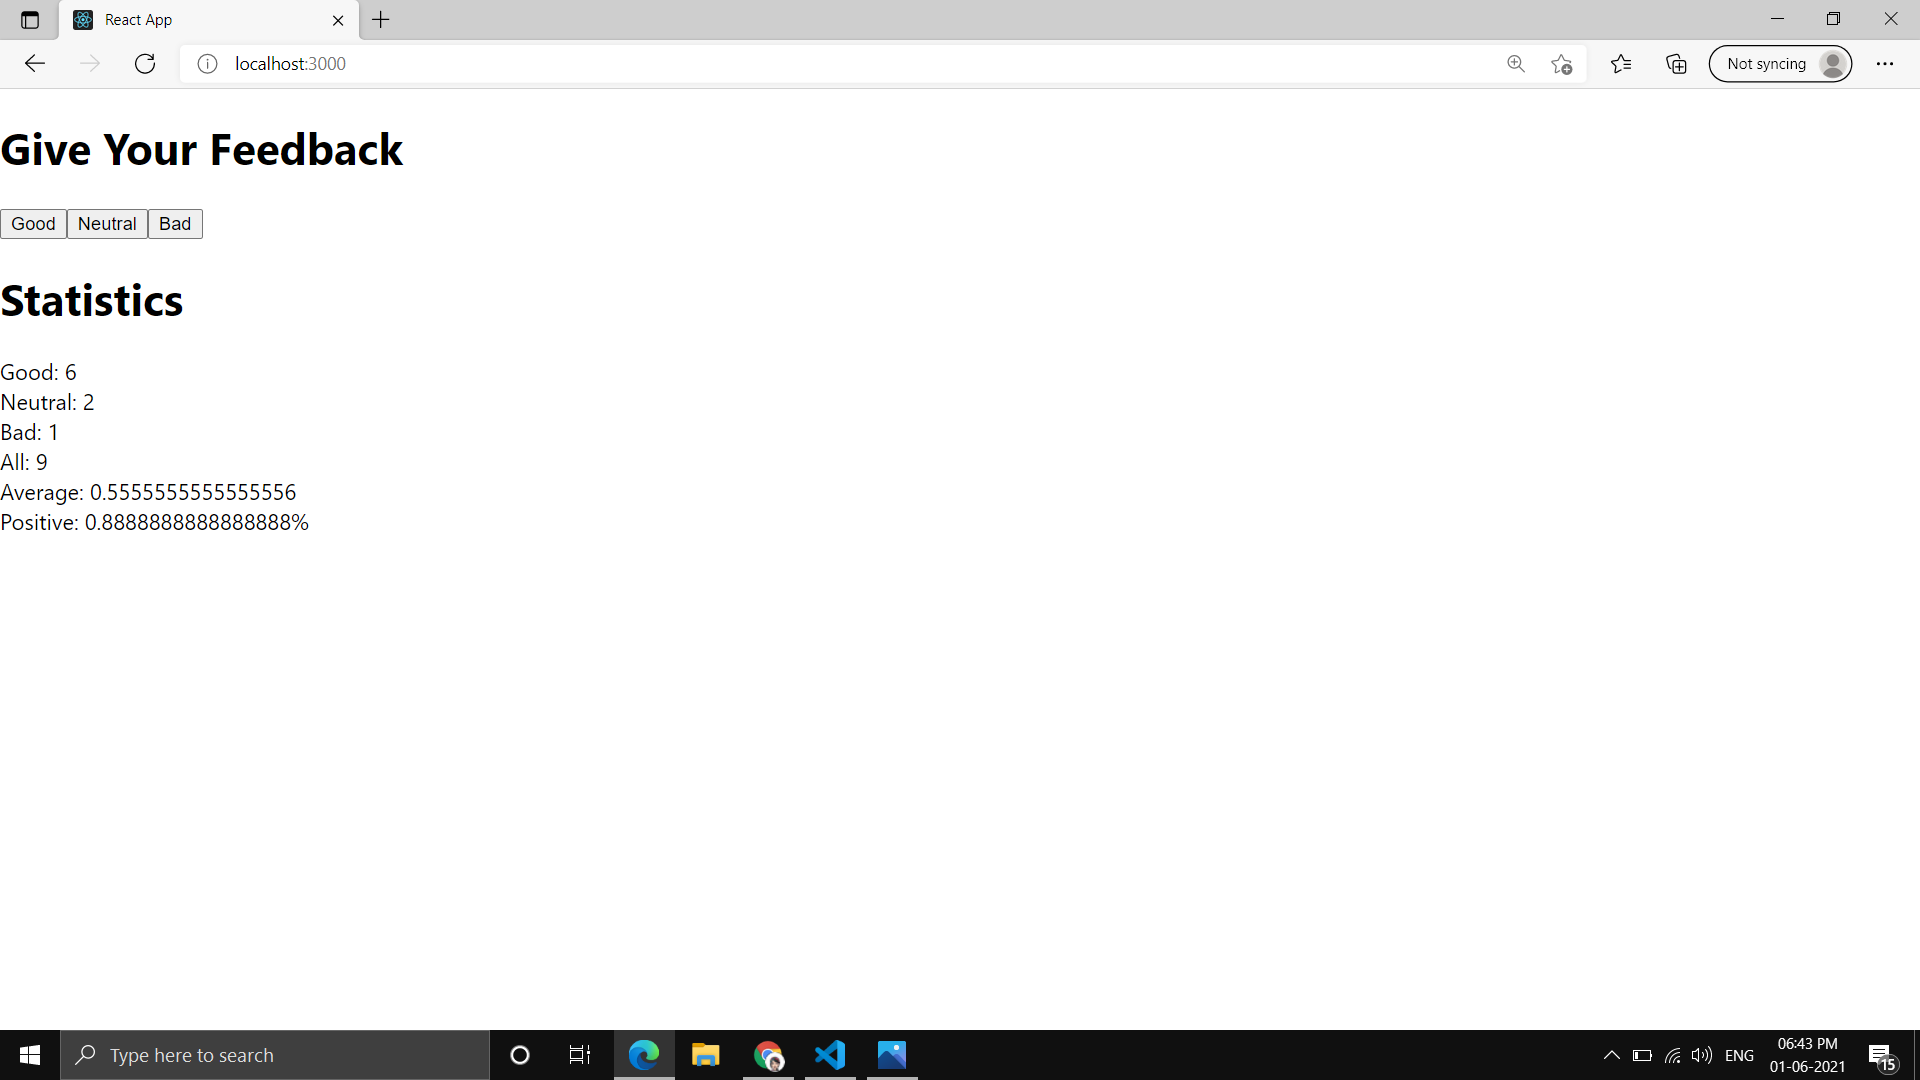 React App
localhost:3000
Not syncing
Give Your Feedback
Good Neutral Bad
Statistics
Good: 6
Neutral: 2
Bad: 1
All: 9
Average: 0.5555555555555556
Positive: 0.8888888888888888%
Type here to search
ENG
06:43 PM
01-06-2021
15